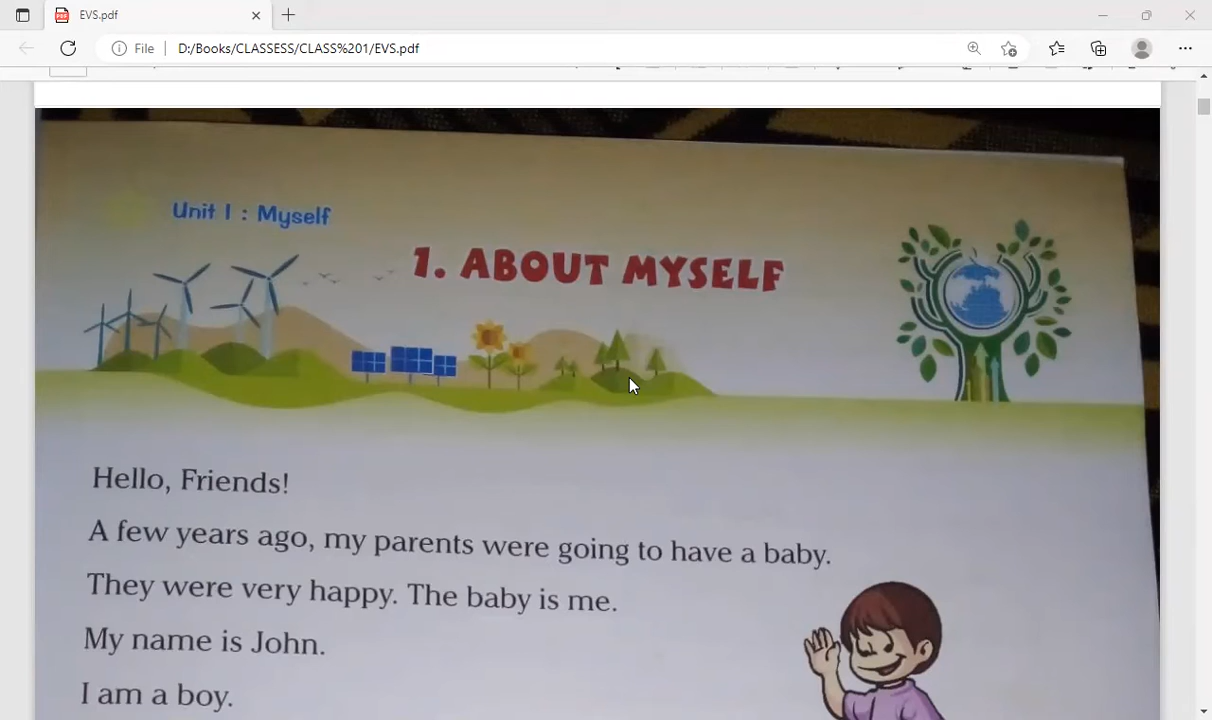 EVS.pdf
File
D:/Books/CLASSESS/CLASS%201/EVS.pdf
Unit 1 : Myself
1. ABOUT MYSELF
Hello, Friends!
A few years ago, my parents were going to have a baby.
They were very happy. The baby is me.
My name is John.
I am a boy.